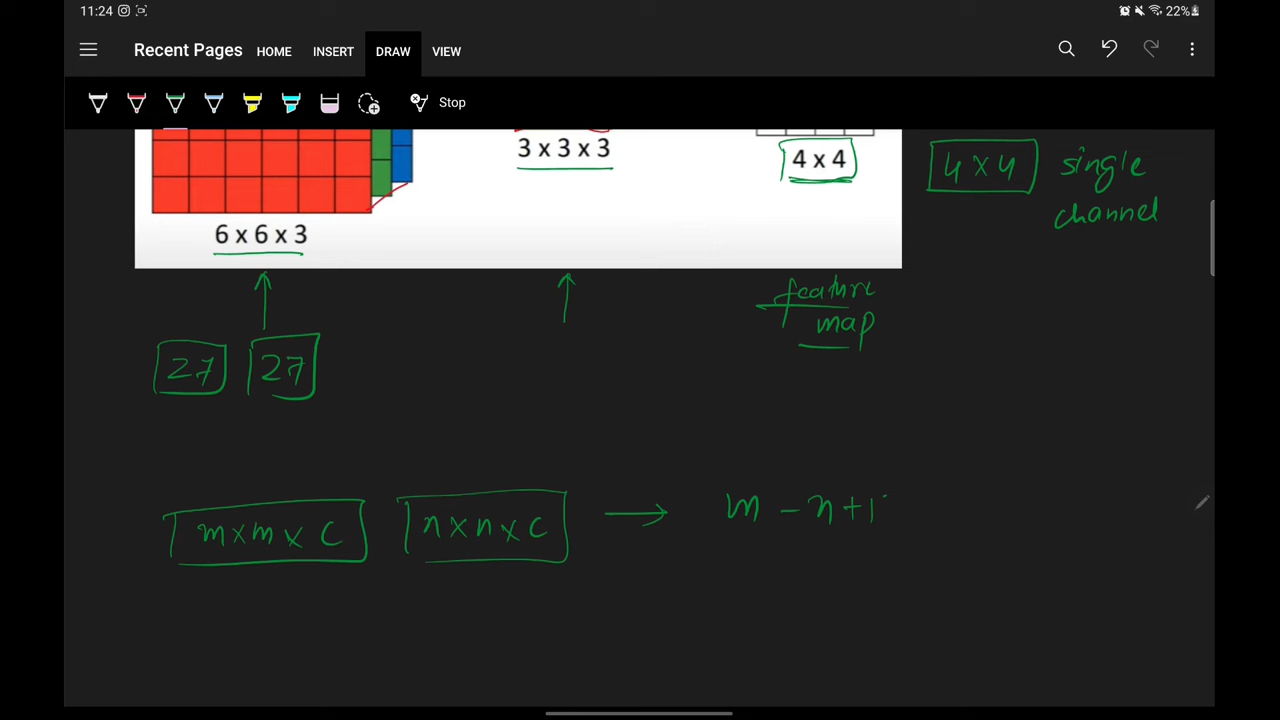 11:24 22%
Recent Pages HOME INSERT DRAW VIEW
Stop
3 x 3 x 3
4 x 4
4 x 4 single
channel
6 x 6 x 3
feature
map
27 27
m x m x c n x n x c → m - n + 1